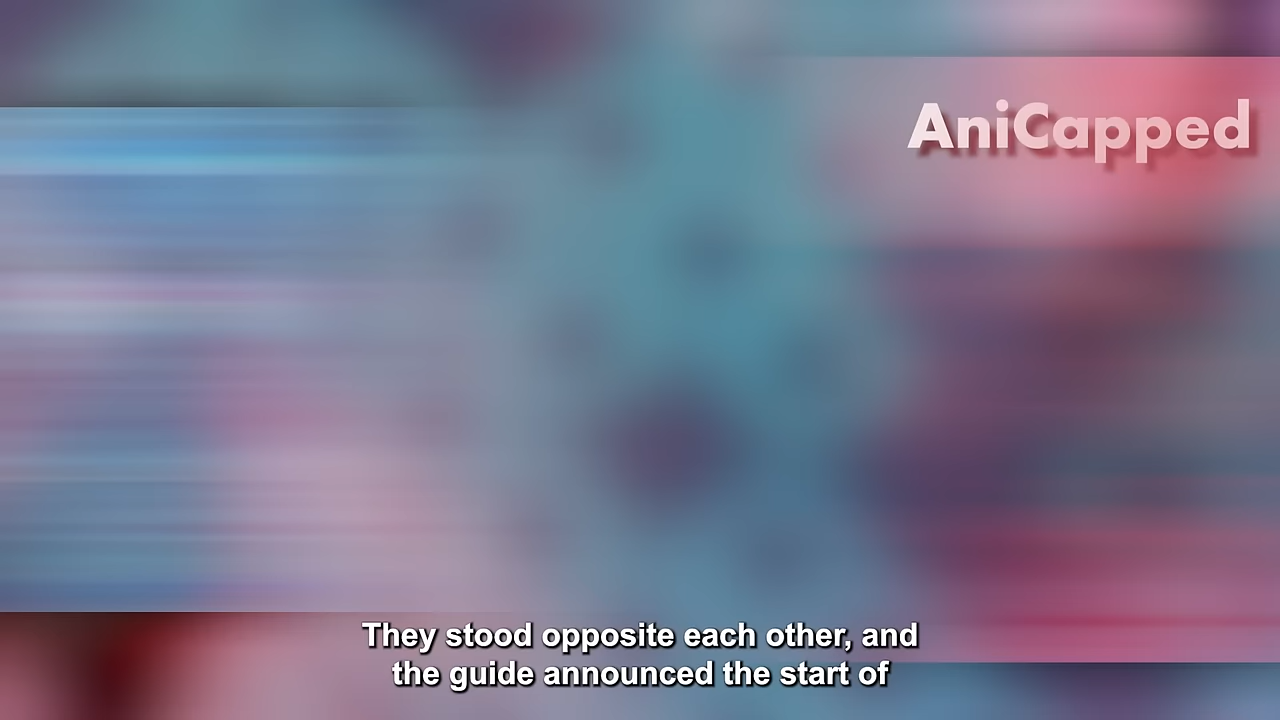 AniCapped
They stood opposite each other, and
the guide announced the start of